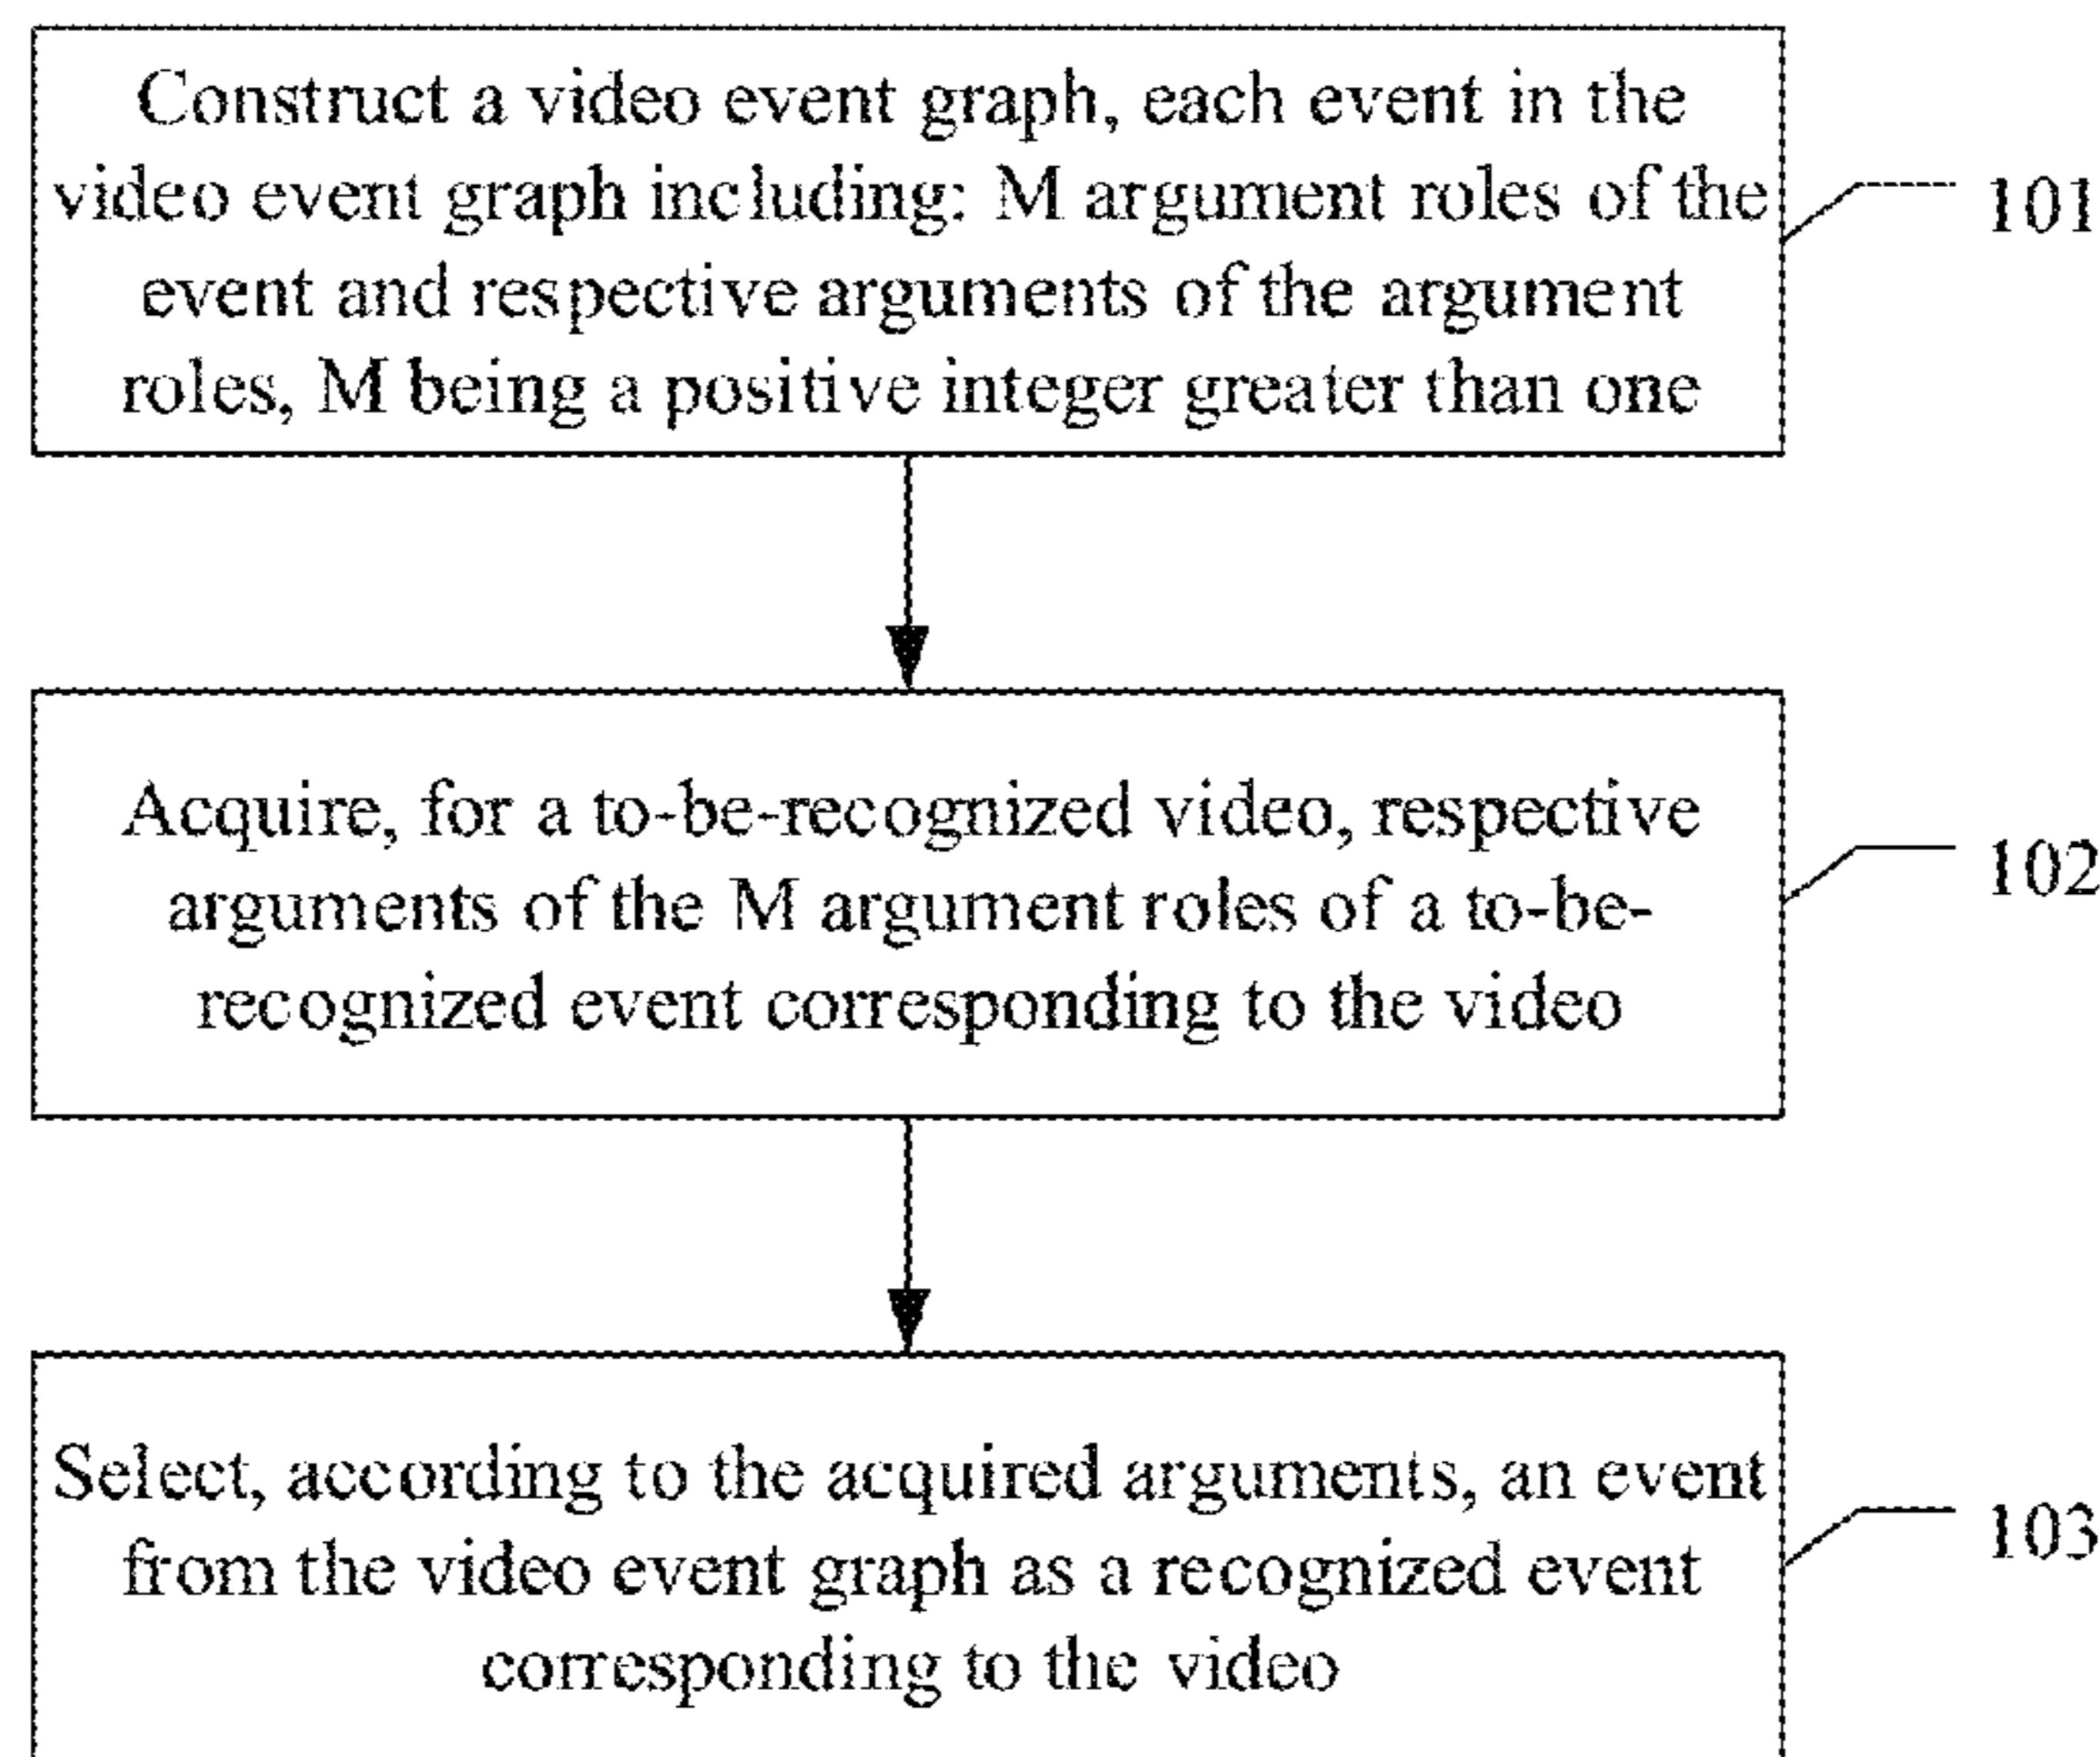 Construct a video event graph, each event in the
video event graph including: M argument roles of the
event and respective arguments of the argument
roles, M being a positive integer greater than one
101
Acquire, for a to-be-recognized video, respective
arguments of the M argument roles of a to-be-
recognized event corresponding to the video
102
Select, according to the acquired arguments, an event
from the video event graph as a recognized event
corresponding to the video
103